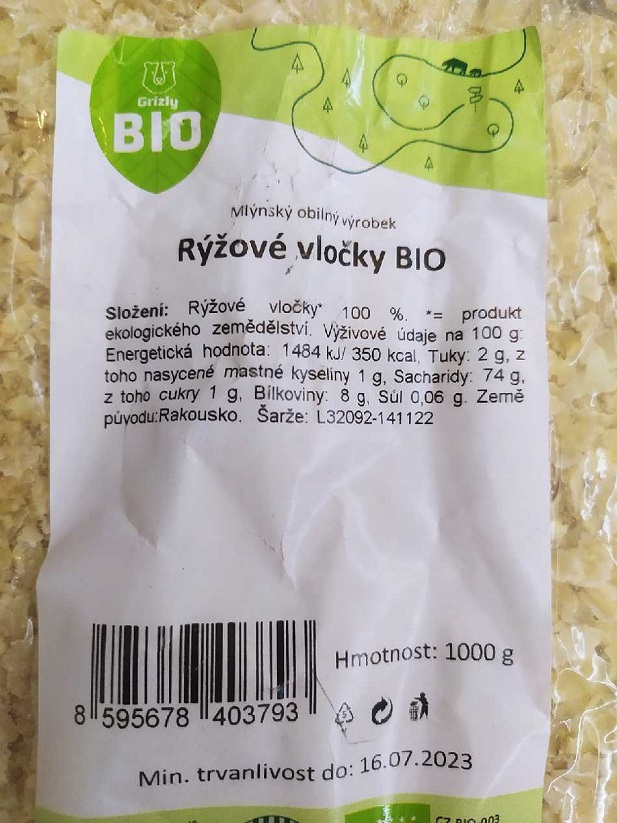 Grizly
BIO
Mlýnský obilný výrobek
Rýžové vločky BIO
Složení: Rýžové vločky* 100 %. *= produkt
ekologického zemědělství. Výživové údaje na 100 g:
Energetická hodnota: 1484 kJ/ 350 kcal, Tuky: 2 g, z
toho nasycené mastné kyseliny 1 g, Sacharidy: 74 g,
z toho cukry 1 g, Bílkoviny: 8 g, Sůl 0,06 g. Země
původu:Rakousko. Šarže: L32092-141122
Hmotnost: 1000 g
8 595678 403793
5
Min. trvanlivost do: 16.07.2023
CZ-BIO-003